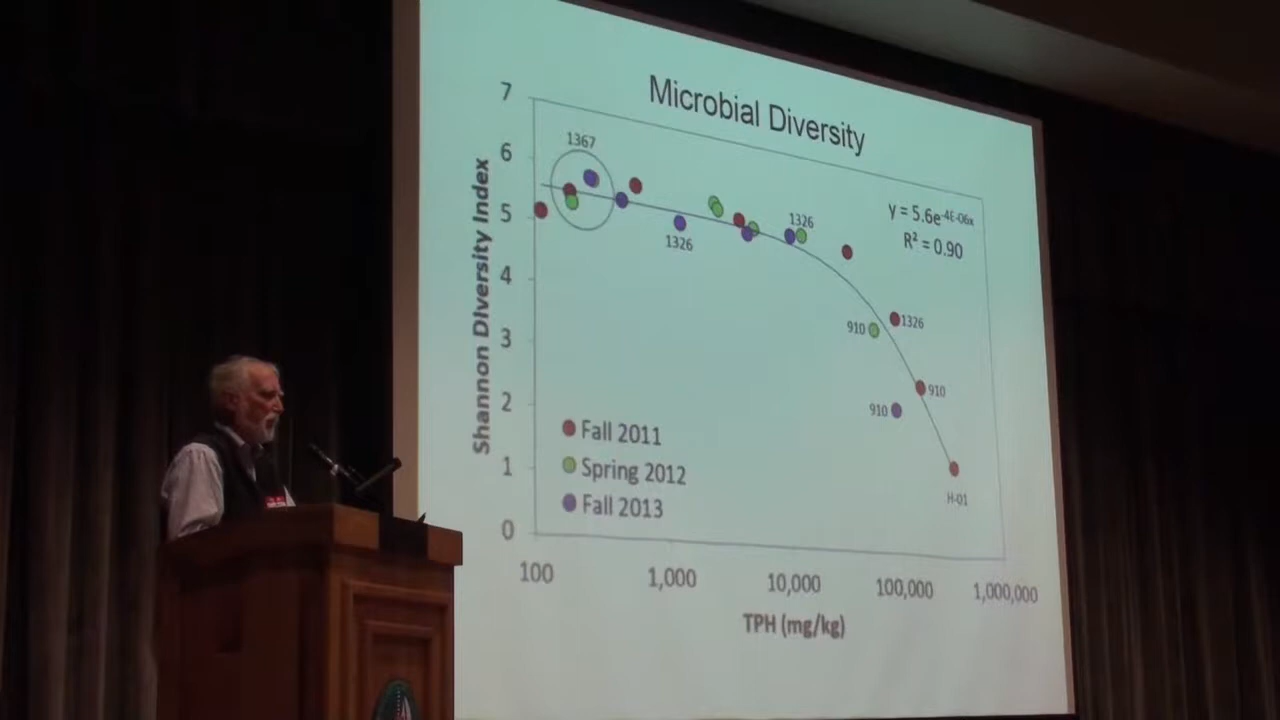 Microbial Diversity
Shannon DIversity Index
7
6
5
4
3
2
1
0
1367
1326
1326
y = 5.6e-4E-06x
R² = 0.90
910
1326
910
910
H-01
Fall 2011
Spring 2012
Fall 2013
100
1,000
10,000
100,000
1,000,000
TPH (mg/kg)